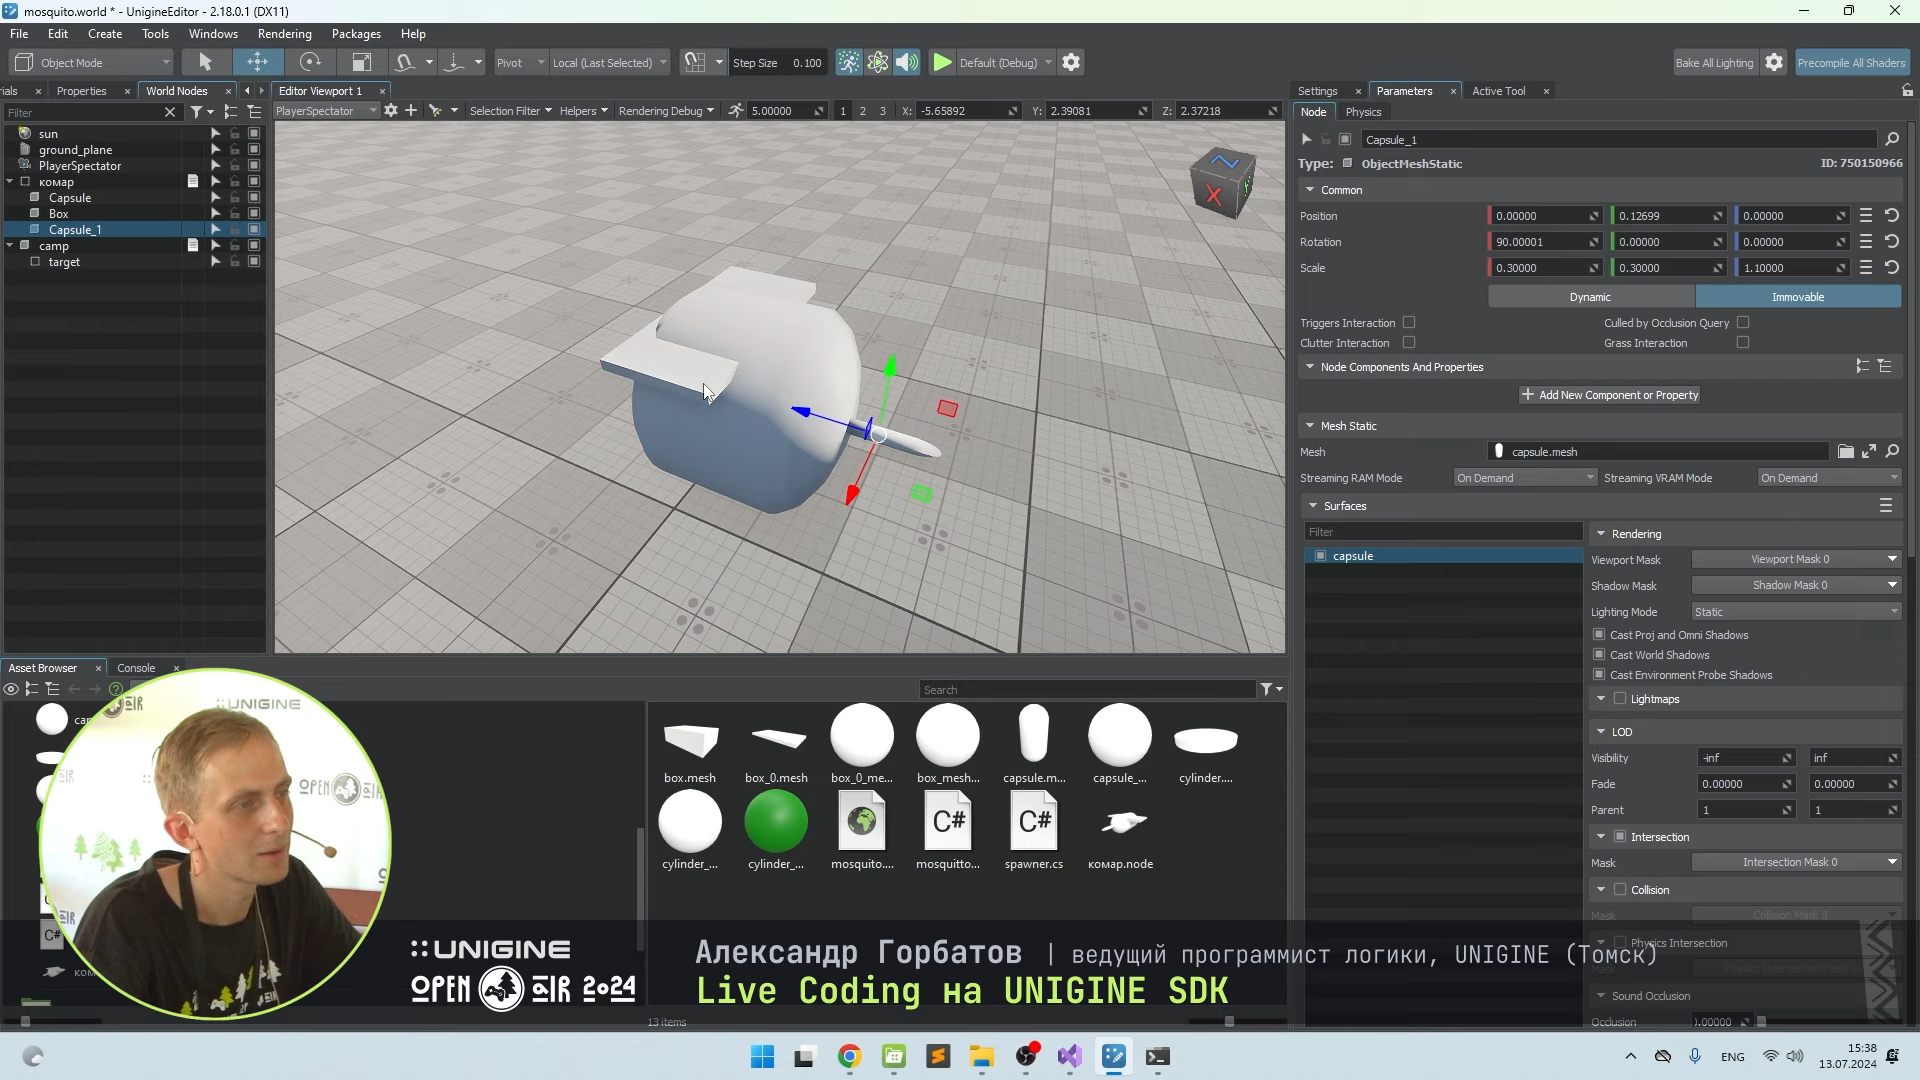 mosquito.world * - UnigineEditor - 2.18.0.1 (DX11)
File Edit Create Tools Windows Rendering Packages Help
Object Mode Pivot Local (Last Selected) Step Size 0.100 Default (Debug) Bake All Lighting Precompile All Shaders
ials Properties World Nodes Editor Viewport 1 Settings Parameters Active Tool
Filter PlayerSpectator Selection Filter Helpers Rendering Debug 5.00000 1 2 3 X: -5.65892 Y: 2.39081 Z: 2.37218
sun
ground_plane
PlayerSpectator
комар
Capsule
Box
Capsule_1
camp
target
X
Node Physics
Capsule_1
Type: ObjectMeshStatic ID: 750150966
Common
Position 0.00000 0.12699 0.00000
Rotation 90.00001 0.00000 0.00000
Scale 0.30000 0.30000 1.10000
Dynamic Immovable
Triggers Interaction Culled by Occlusion Query
Clutter Interaction Grass Interaction
Node Components And Properties
Add New Component or Property
Mesh Static
Mesh capsule.mesh
Streaming RAM Mode On Demand Streaming VRAM Mode On Demand
Surfaces
Filter
capsule
Rendering
Viewport Mask Viewport Mask 0
Shadow Mask Shadow Mask 0
Lighting Mode Static
Cast Proj and Omni Shadows
Cast World Shadows
Cast Environment Probe Shadows
Lightmaps
LOD
Visibility -inf inf
Fade 0.00000 0.00000
Parent 1 1
Intersection
Mask Intersection Mask 0
Collision
Mask Collision Mask 0
Physics Intersection
Mask Physics Intersection Mask 0
Sound Occlusion
Occlusion
Asset Browser Console
Search
box.mesh box_0.mesh box_0_me... box_mesh... capsule.m... capsule_... cylinder....
C# C#
cylinder_... cylinder_... mosquito.... mosquitto... spawner.cs комар.node
13 items
UNIGINE
UNIGINE
OPEN AIR 2024
Александр Горбатов | ведущий программист логики, UNIGINE (Томск)
Live Coding на UNIGINE SDK
ENG
15:38
13.07.2024